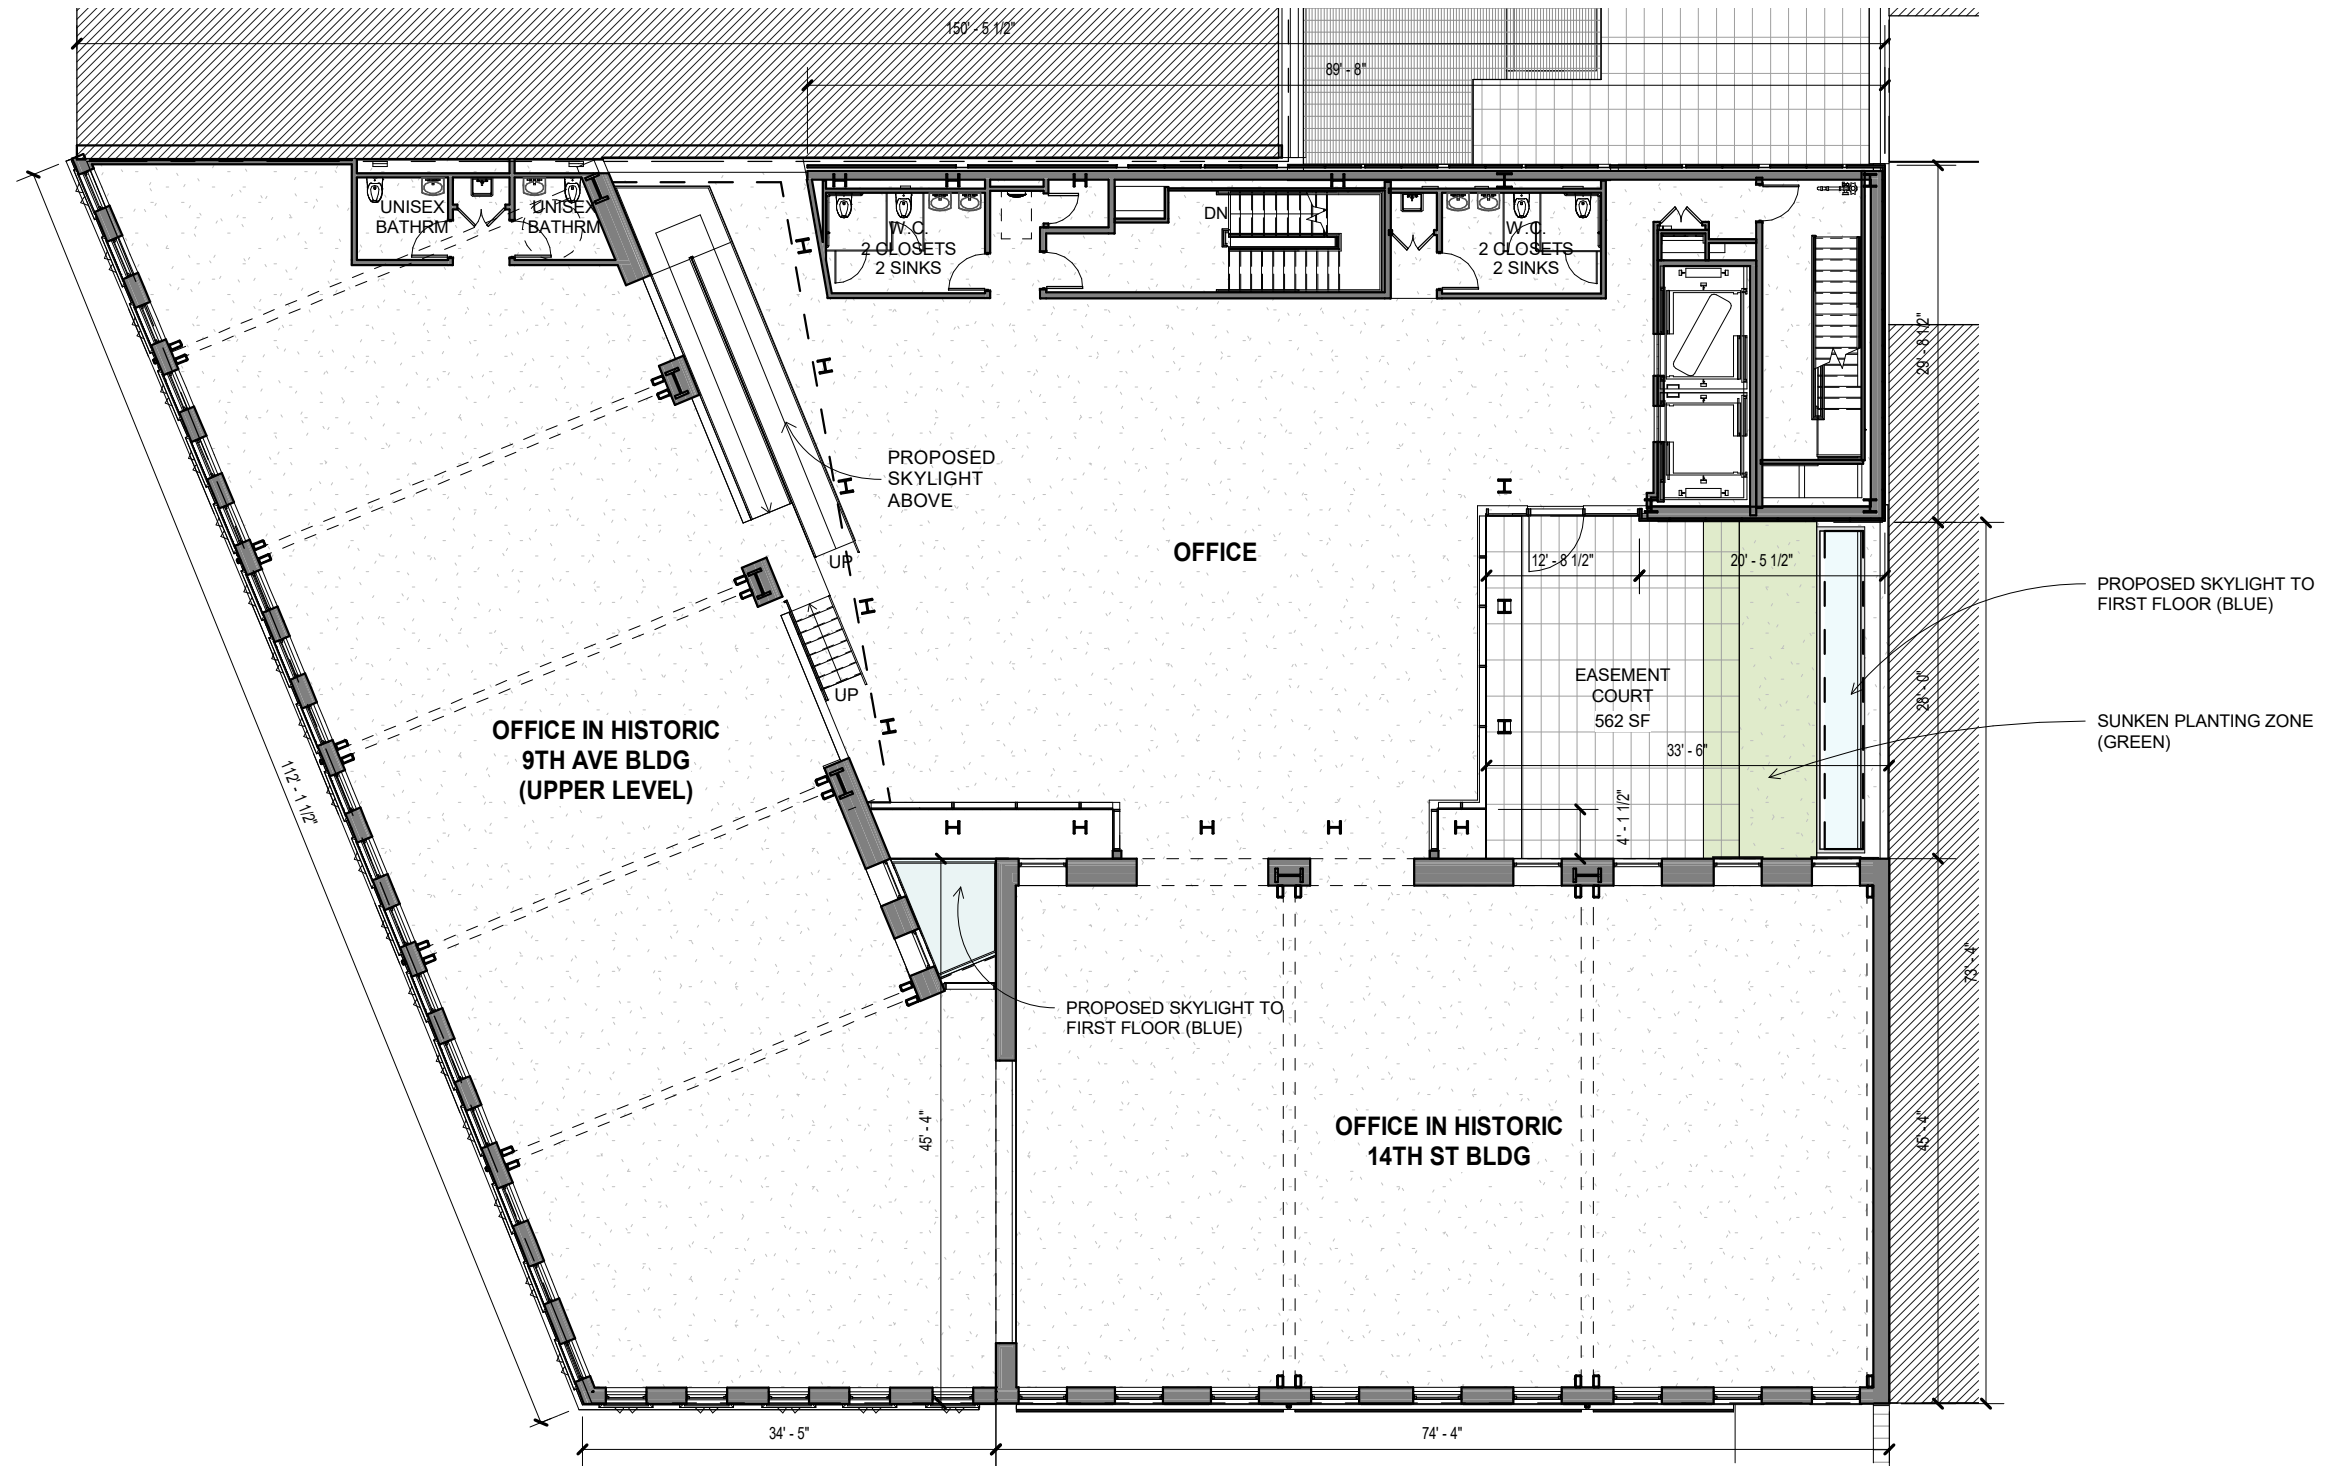 150' - 5 1/2"
89' - 8"
UNISEX
BATHRM
UNISEX
BATHRM
W.C.
2 CLOSETS
2 SINKS
DN
W.C.
2 CLOSETS
2 SINKS
29' - 8 1/2"
PROPOSED
SKYLIGHT
ABOVE
UP
OFFICE
12' - 8 1/2"
20' - 5 1/2"
PROPOSED SKYLIGHT TO
FIRST FLOOR (BLUE)
UP
EASEMENT
COURT
562 SF
28' - 0"
33' - 6"
SUNKEN PLANTING ZONE
(GREEN)
OFFICE IN HISTORIC
9TH AVE BLDG
(UPPER LEVEL)
112' - 1 1/2"
4' - 1 1/2"
73' - 4"
PROPOSED SKYLIGHT TO
FIRST FLOOR (BLUE)
45' - 4"
OFFICE IN HISTORIC
14TH ST BLDG
45' - 4"
34' - 5"
74' - 4"